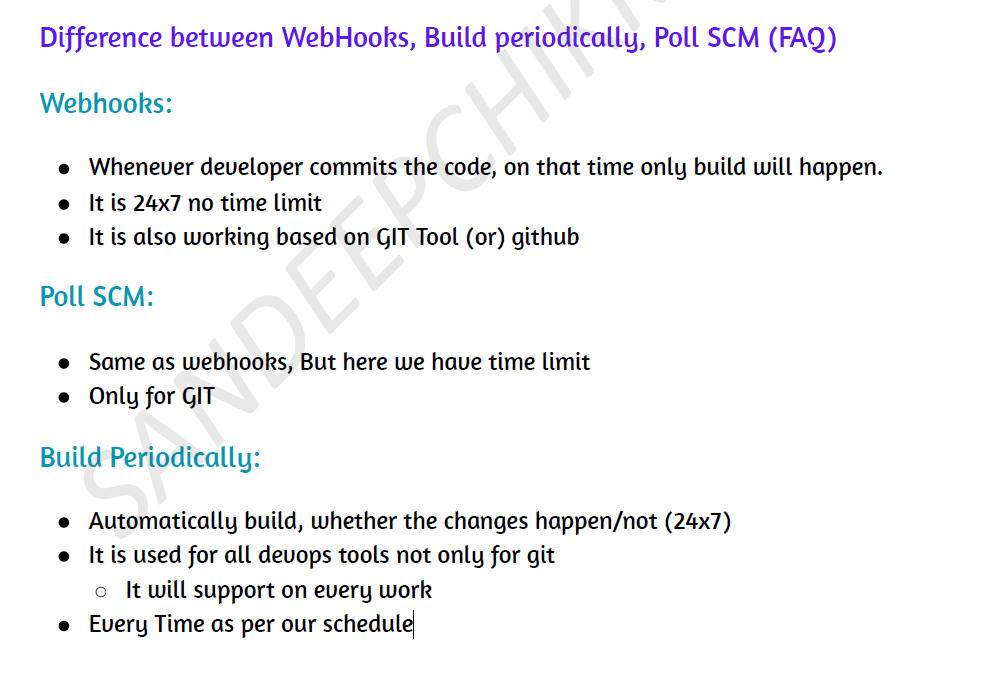 Difference between WebHooks, Build periodically, Poll SCM (FAQ)
Webhooks:
● Whenever developer commits the code, on that time only build will happen.
● It is 24x7 no time limit
● It is also working based on GIT Tool (or) github
Poll SCM:
● Same as webhooks, But here we have time limit
● Only for GIT
Build Periodically:
● Automatically build, whether the changes happen/not (24x7)
● It is used for all devops tools not only for git
○ It will support on every work
● Every Time as per our schedule